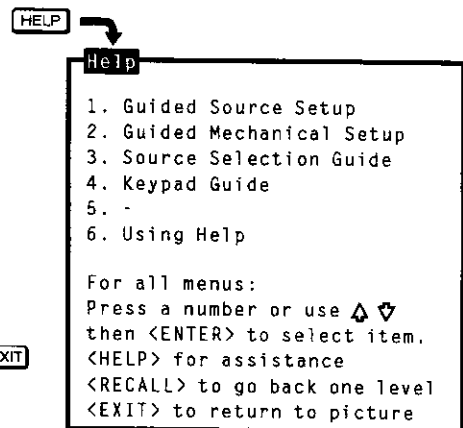 HELP
Help
1. Guided Source Setup
2. Guided Mechanical Setup
3. Source Selection Guide
4. Keypad Guide
5. -
6. Using Help
For all menus:
Press a number or use
then <ENTER> to select item.
XIT
<HELP> for assistance
<RECALL> to go back one level
<EXIT> to return to picture